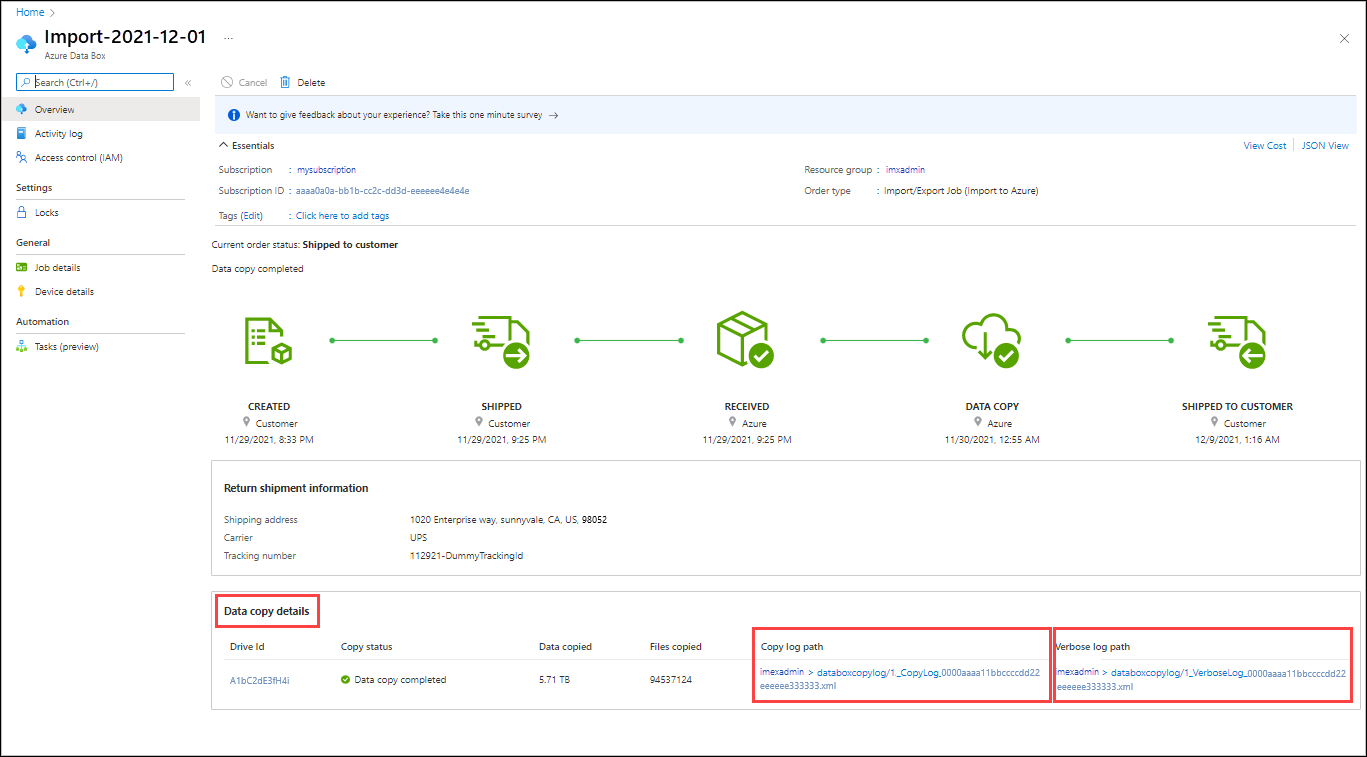 Home >
Import-2021-12-01 ...
Azure Data Box
Search (Ctrl+/) «
Overview
Activity log
Access control (IAM)
Settings
Locks
General
Job details
Device details
Automation
Tasks (preview)
Cancel Delete
Want to give feedback about your experience? Take this one minute survey →
Essentials
View Cost JSON View
Subscription : mysubscription
Resource group : imxadmin
Subscription ID : aaaa0a0a-bb1b-cc2c-dd3d-eeeeee4e4e4e
Order type : Import/Export Job (Import to Azure)
Tags (Edit) : Click here to add tags
Current order status: Shipped to customer
Data copy completed
CREATED SHIPPED RECEIVED DATA COPY SHIPPED TO CUSTOMER
Customer Customer Azure Azure Customer
11/29/2021, 8:33 PM 11/29/2021, 9:25 PM 11/29/2021, 9:25 PM 11/30/2021, 12:55 AM 12/9/2021, 1:16 AM
Return shipment information
Shipping address 1020 Enterprise way, sunnyvale, CA, US, 98052
Carrier UPS
Tracking number 112921-DummyTrackingId
Data copy details
Drive Id Copy status Data copied Files copied Copy log path Verbose log path
A1bC2dE3fH4i Data copy completed 5.71 TB 94537124
imexadmin > databoxcopylog/1_CopyLog_0000aaaa11bbccccdd22
eeeeee333333.xml
imexadmin > databoxcopylog/1_VerboseLog_0000aaaa11bbccccdd22
eeeeee333333.xml